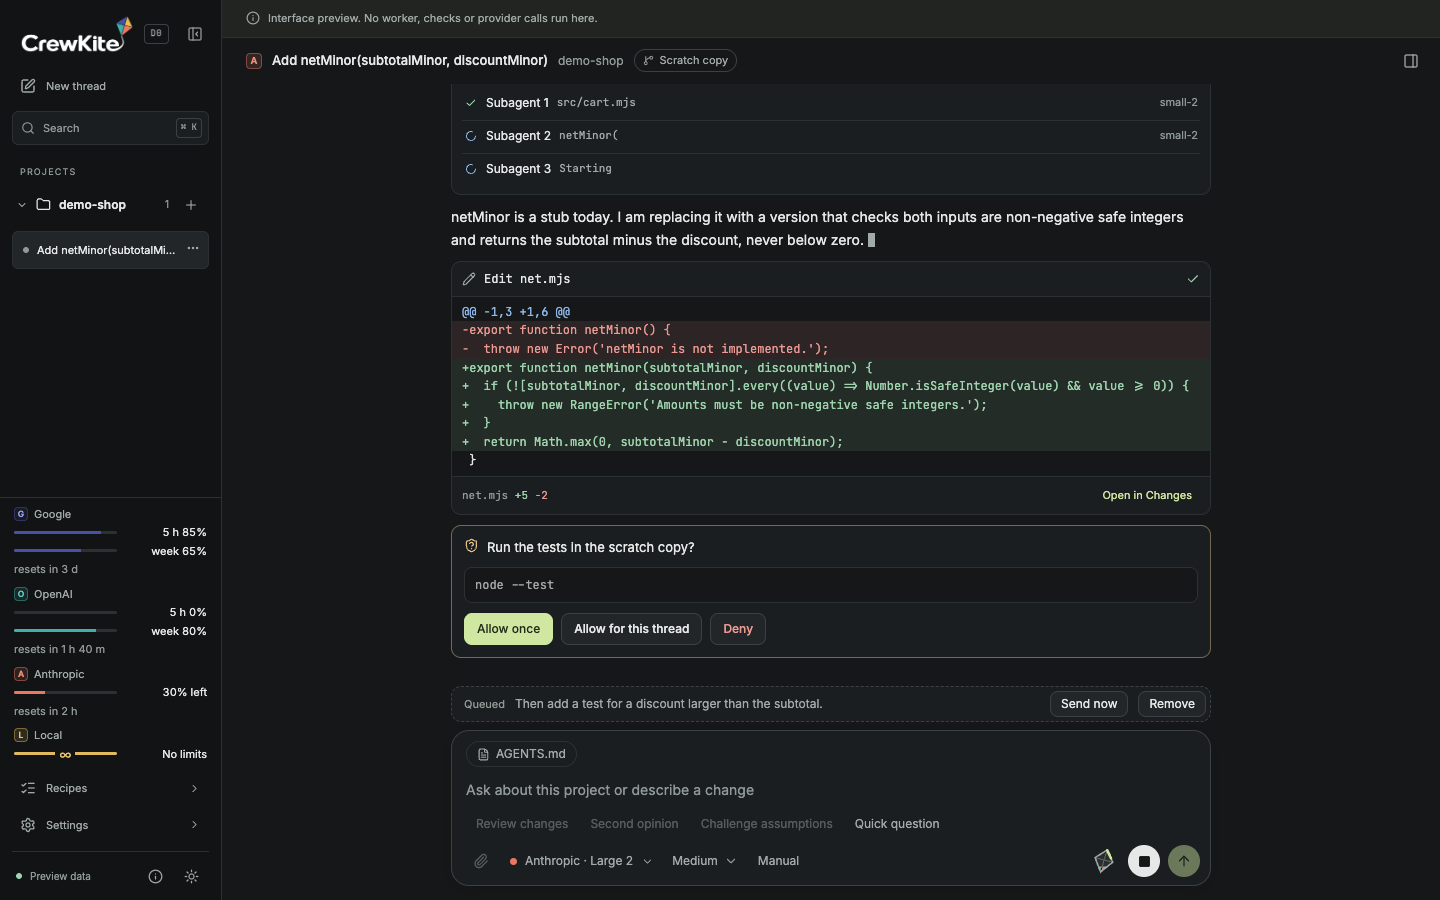 CrewKite
D8
New thread
Search
⌘ K
PROJECTS
demo-shop
1
Add netMinor(subtotalMi...
Google
5 h 85%
week 65%
resets in 3 d
OpenAI
5 h 0%
week 80%
resets in 1 h 40 m
Anthropic
30% left
resets in 2 h
Local
No limits
Recipes
Settings
Preview data
Interface preview. No worker, checks or provider calls run here.
A
Add netMinor(subtotalMinor, discountMinor)
demo-shop
Scratch copy
Subagent 1 src/cart.mjs small-2
Subagent 2 netMinor( small-2
Subagent 3 Starting
netMinor is a stub today. I am replacing it with a version that checks both inputs are non-negative safe integers
and returns the subtotal minus the discount, never below zero.
Edit net.mjs
@@ -1,3 +1,6 @@
-export function netMinor() {
-  throw new Error('netMinor is not implemented.');
+export function netMinor(subtotalMinor, discountMinor) {
+  if (![subtotalMinor, discountMinor].every((value) => Number.isSafeInteger(value) && value >= 0)) {
+    throw new RangeError('Amounts must be non-negative safe integers.');
+  }
+  return Math.max(0, subtotalMinor - discountMinor);
 }
net.mjs +5 -2
Open in Changes
Run the tests in the scratch copy?
node --test
Allow once
Allow for this thread
Deny
Queued Then add a test for a discount larger than the subtotal.
Send now
Remove
AGENTS.md
Ask about this project or describe a change
Review changes
Second opinion
Challenge assumptions
Quick question
Anthropic · Large 2
Medium
Manual